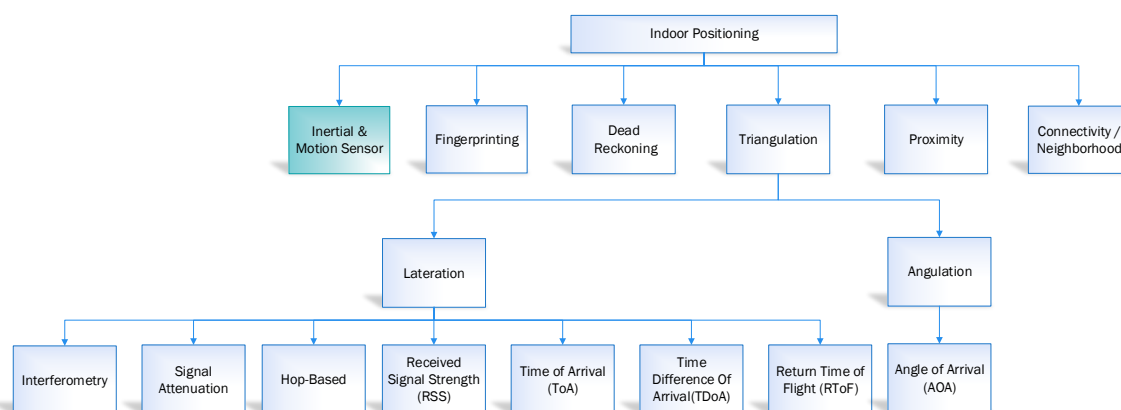 Indoor Positioning
Inertial &
Motion Sensor
Fingerprinting
Dead
Reckoning
Triangulation
Proximity
Connectivity /
Neighborhood
Lateration
Angulation
Interferometry
Signal
Attenuation
Hop-Based
Received
Signal Strength
(RSS)
Time of Arrival
(ToA)
Time
Difference Of
Arrival(TDoA)
Return Time of
Flight (RToF)
Angle of Arrival
(AOA)